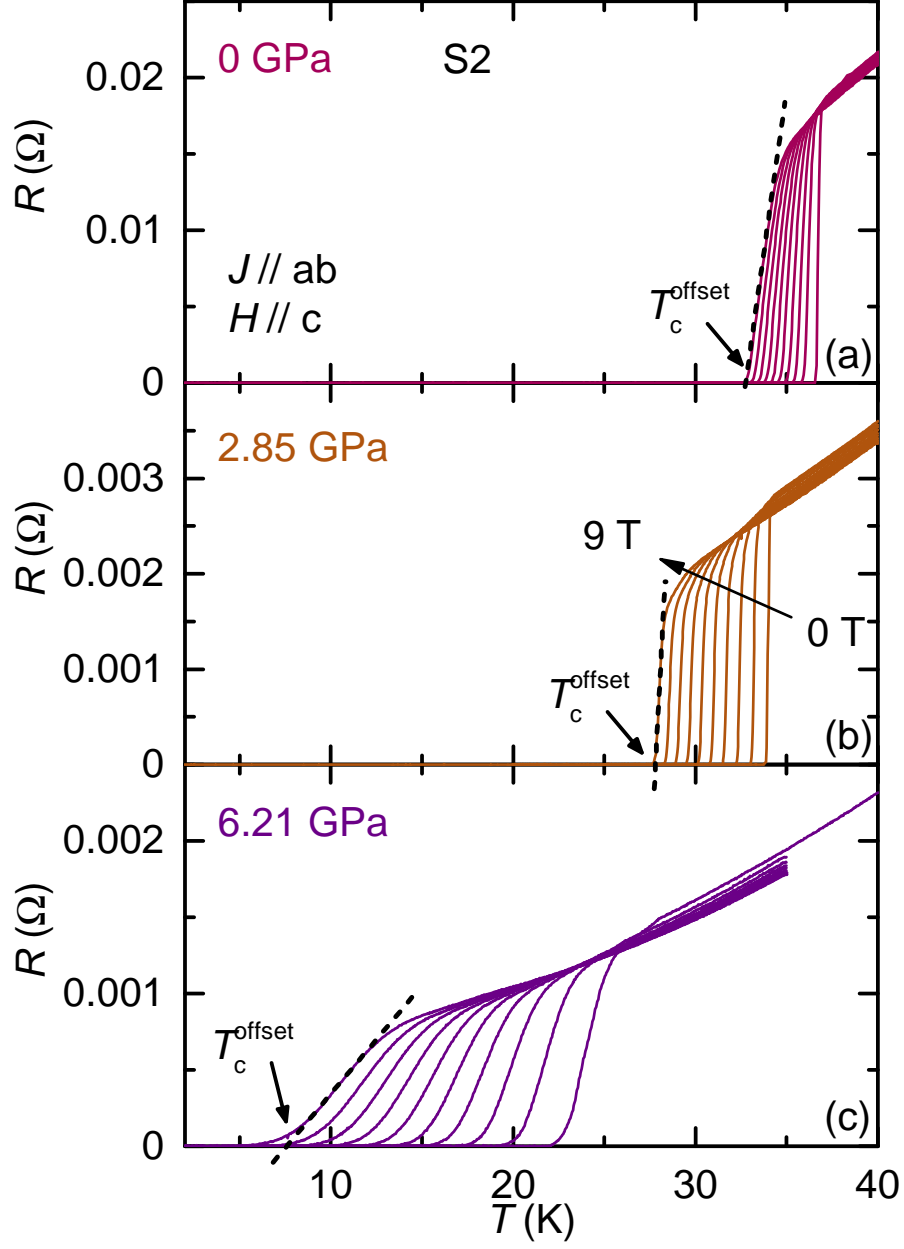 0 GPa
S2
0.02
R (Ω)
0.01
J // ab
H // c
T_c^offset
0
(a)
2.85 GPa
0.003
9 T
R (Ω)
0.002
0 T
0.001
T_c^offset
0
(b)
6.21 GPa
0.002
R (Ω)
0.001
T_c^offset
0
(c)
10 20 30 40
T (K)